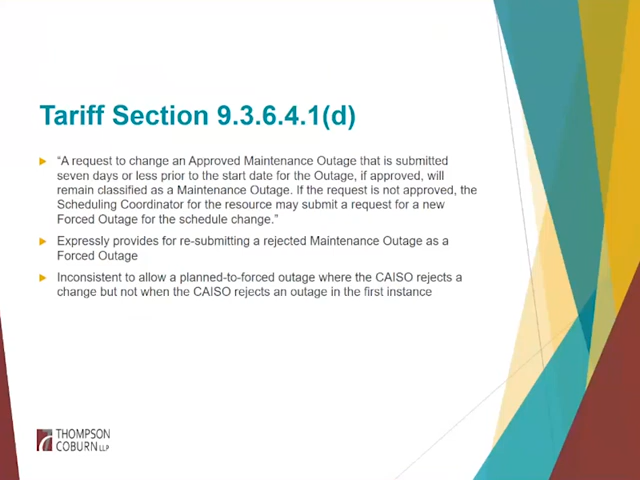 Tariff Section 9.3.6.4.1(d)
“A request to change an Approved Maintenance Outage that is submitted
seven days or less prior to the start date for the Outage, if approved, will
remain classified as a Maintenance Outage. If the request is not approved, the
Scheduling Coordinator for the resource may submit a request for a new
Forced Outage for the schedule change.”
Expressly provides for re-submitting a rejected Maintenance Outage as a
Forced Outage
Inconsistent to allow a planned-to-forced outage where the CAISO rejects a
change but not when the CAISO rejects an outage in the first instance
THOMPSON
COBURN LLP